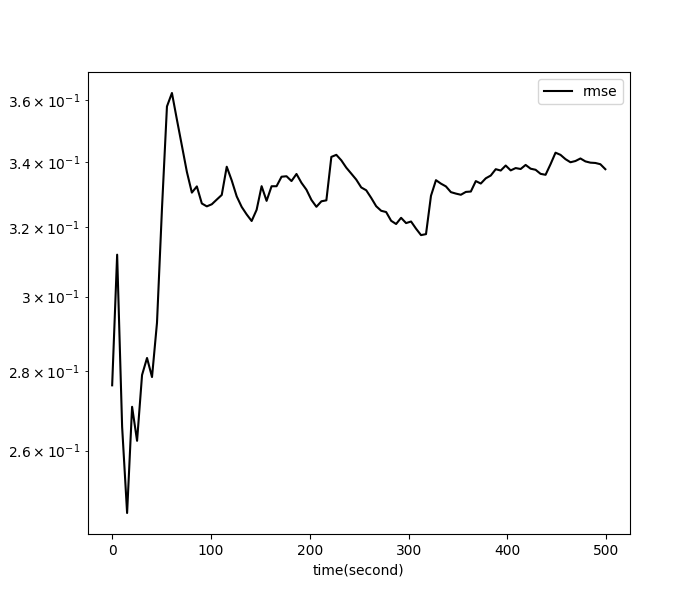 rmse
3.6 × 10⁻¹
3.4 × 10⁻¹
3.2 × 10⁻¹
3 × 10⁻¹
2.8 × 10⁻¹
2.6 × 10⁻¹
0 100 200 300 400 500
time(second)